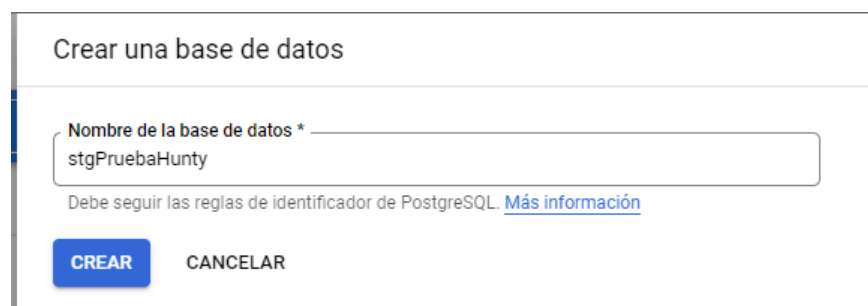 Crear una base de datos
Nombre de la base de datos *
stgPruebaHunty
Debe seguir las reglas de identificador de PostgreSQL. Más información
CREAR CANCELAR